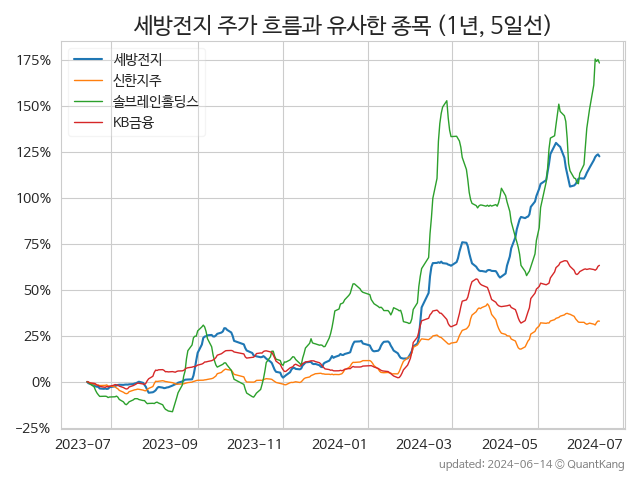 세방전지 주가 흐름과 유사한 종목 (1년, 5일선)
세방전지
신한지주
솔브레인홀딩스
KB금융
175%
150%
125%
100%
75%
50%
25%
0%
−25%
2023-07 2023-09 2023-11 2024-01 2024-03 2024-05 2024-07
updated: 2024-06-14 © QuantKang